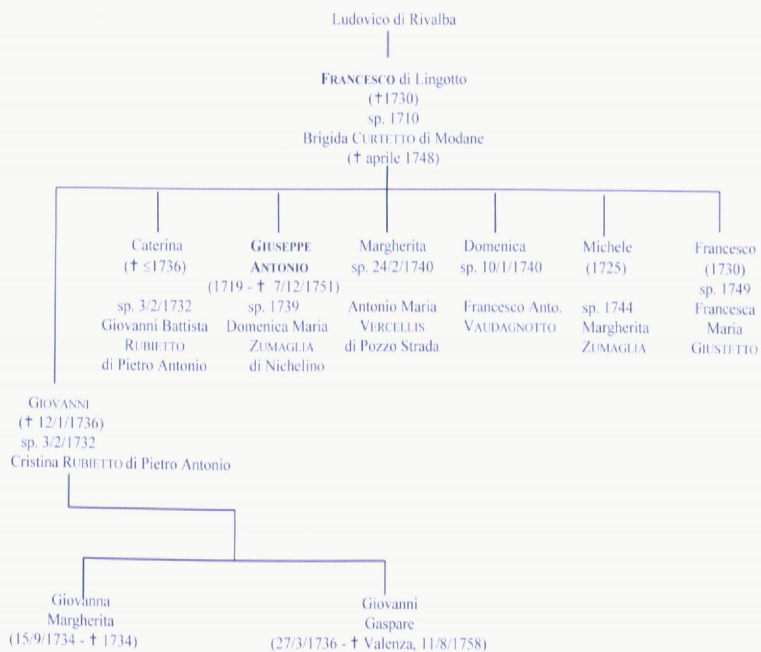 Ludovico di Rivalba
FRANCESCO di Lingotto
(†1730)
sp. 1710
Brigida CURTETTO di Modane
(† aprile 1748)
Caterina
(† ≤1736)
sp. 3/2/1732
Giovanni Battista
RUBIETTO
di Pietro Antonio
GIUSEPPE
ANTONIO
(1719 - † 7/12/1751)
sp. 1739
Domenica Maria
ZUMAGLIA
di Nichelino
Margherita
sp. 24/2/1740
Antonio Maria
VERCELLIS
di Pozzo Strada
Domenica
sp. 10/1/1740
Francesco Anto.
VAUDAGNOTTO
Michele
(1725)
sp. 1744
Margherita
ZUMAGLIA
Francesco
(1730)
sp. 1749
Francesca
Maria
GIUSTETTO
GIOVANNI
(† 12/1/1736)
sp. 3/2/1732
Cristina RUBIETTO di Pietro Antonio
Giovanna
Margherita
(15/9/1734 - † 1734)
Giovanni
Gaspare
(27/3/1736 - † Valenza, 11/8/1758)